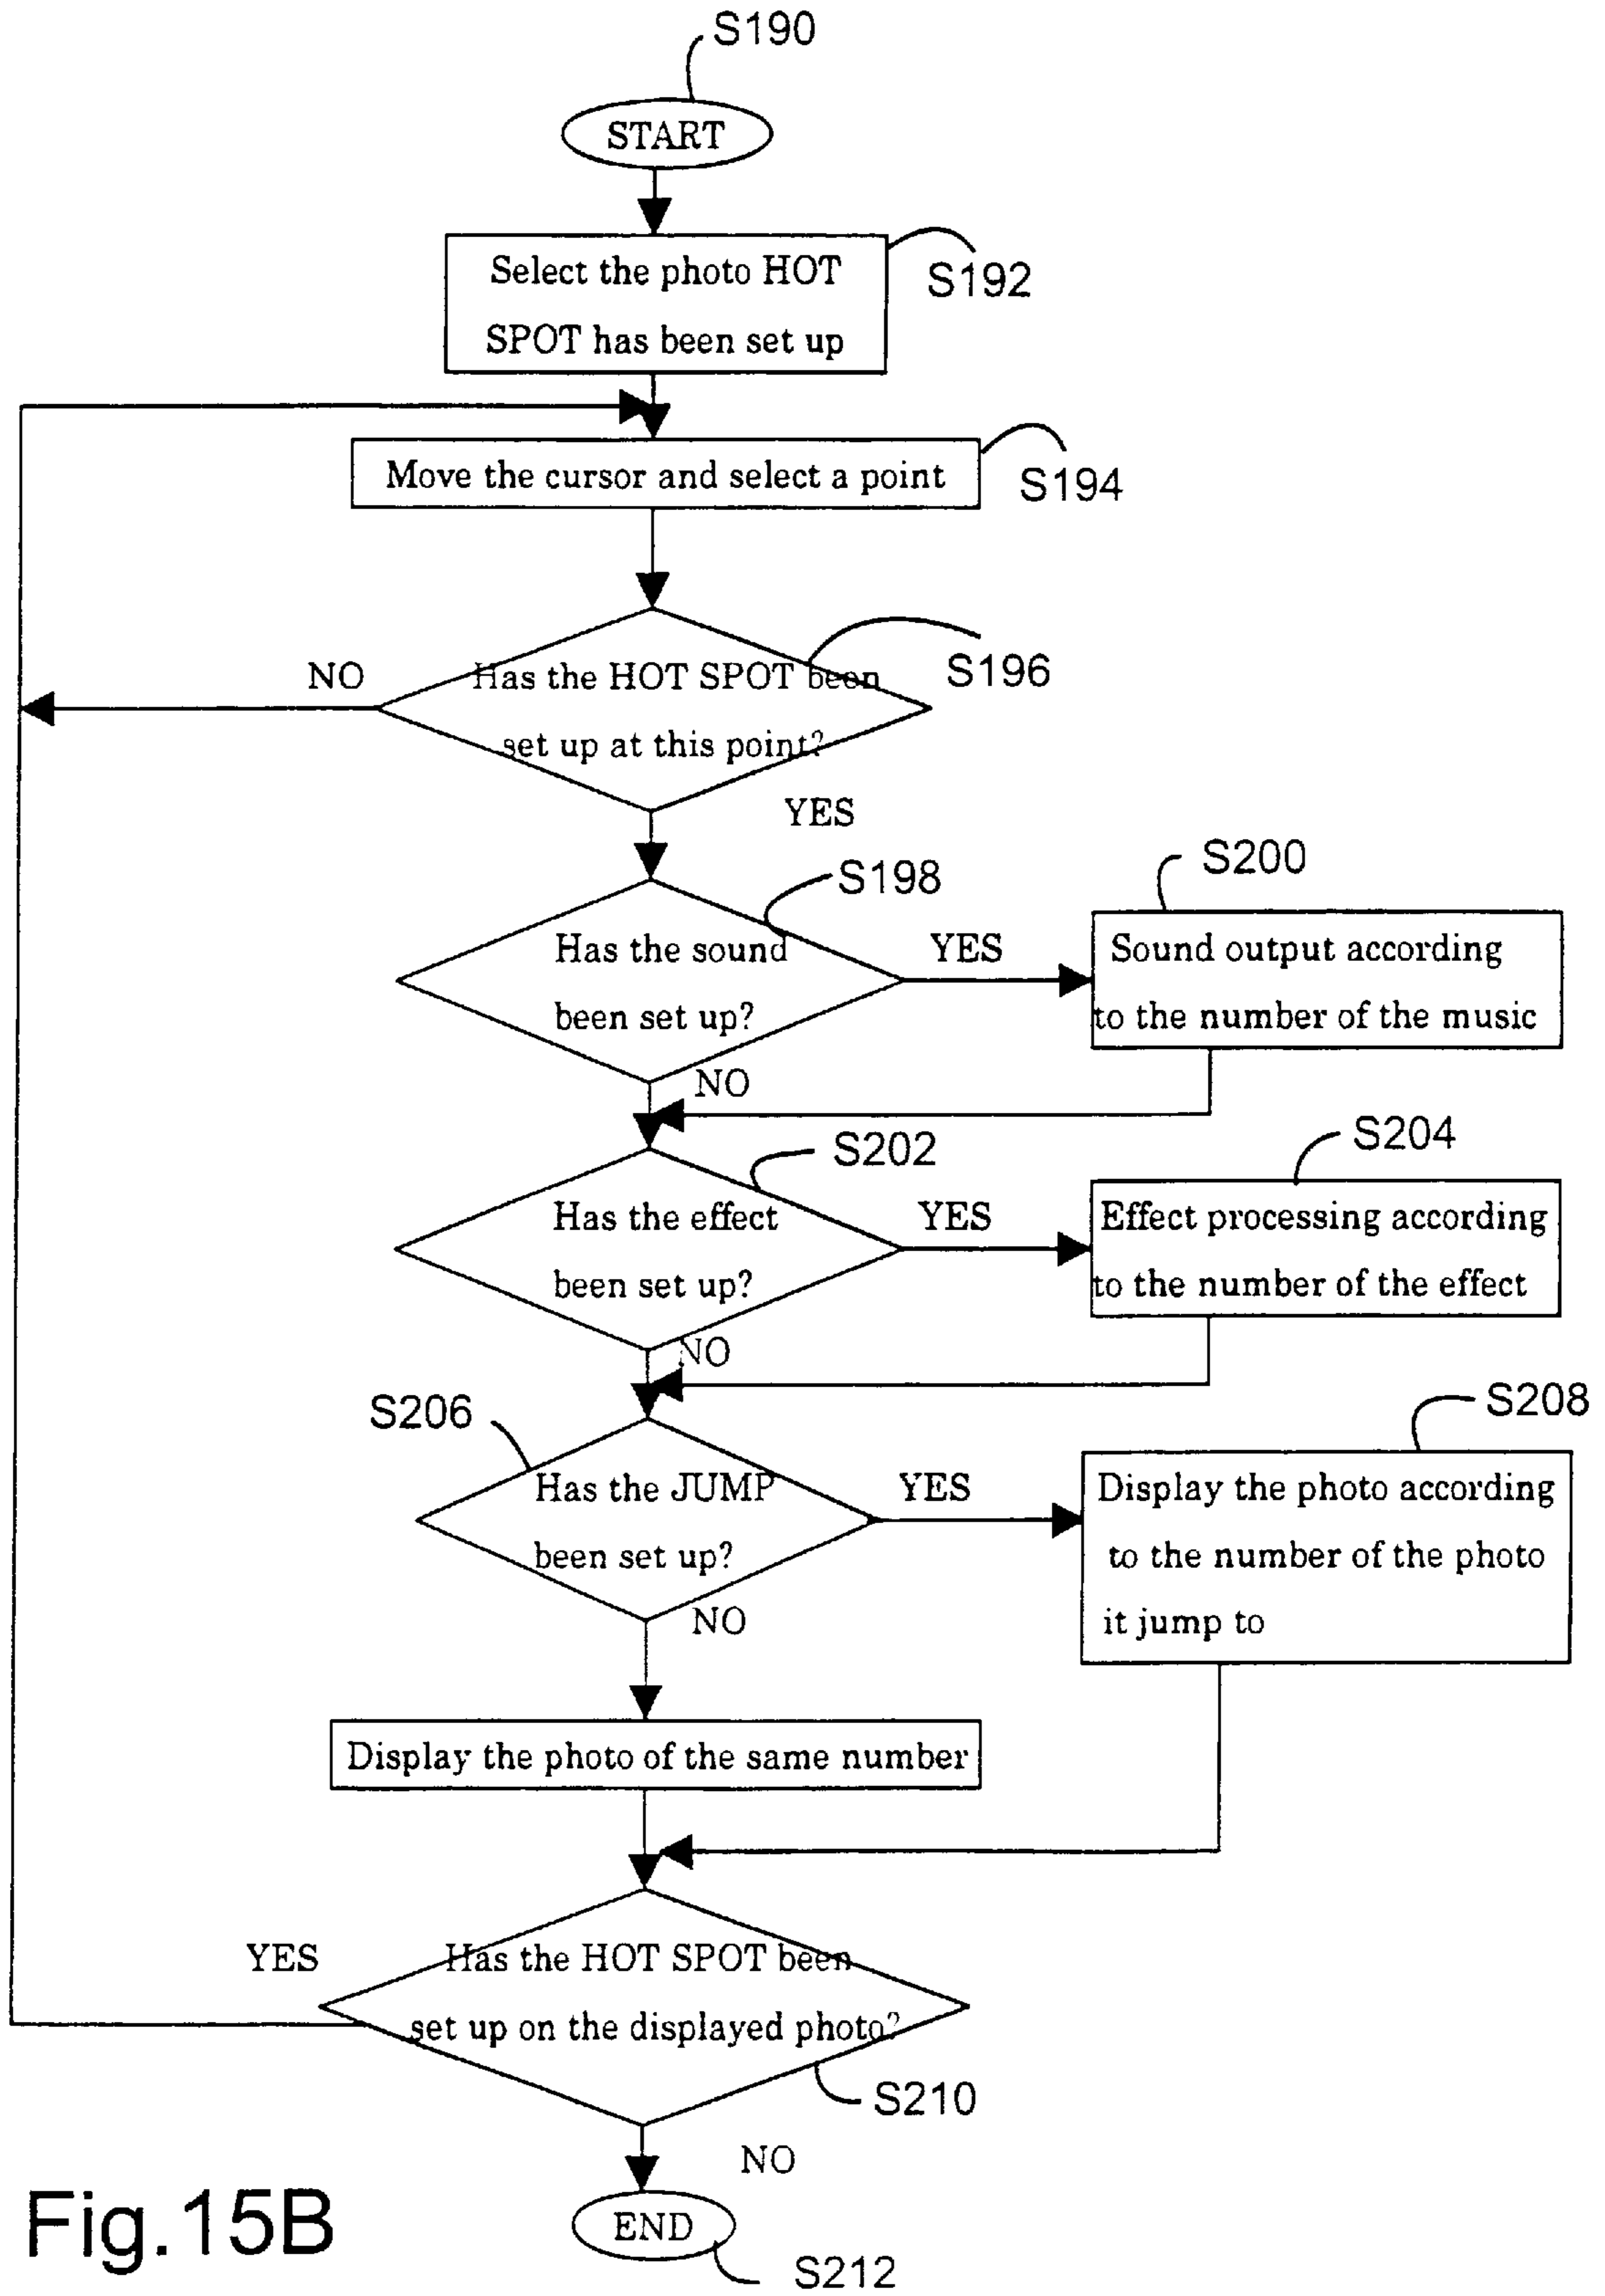 S190
START
Select the photo HOT
SPOT has been set up
S192
Move the cursor and select a point
S194
Has the HOT SPOT been
set up at this point?
S196
NO
YES
S198
Has the sound
been set up?
YES
S200
Sound output according
to the number of the music
NO
S202
Has the effect
been set up?
YES
S204
Effect processing according
to the number of the effect
NO
S206
Has the JUMP
been set up?
YES
S208
Display the photo according
to the number of the photo
it jump to
NO
Display the photo of the same number
YES
Has the HOT SPOT been
set up on the displayed photo?
S210
NO
END
S212
Fig.15B